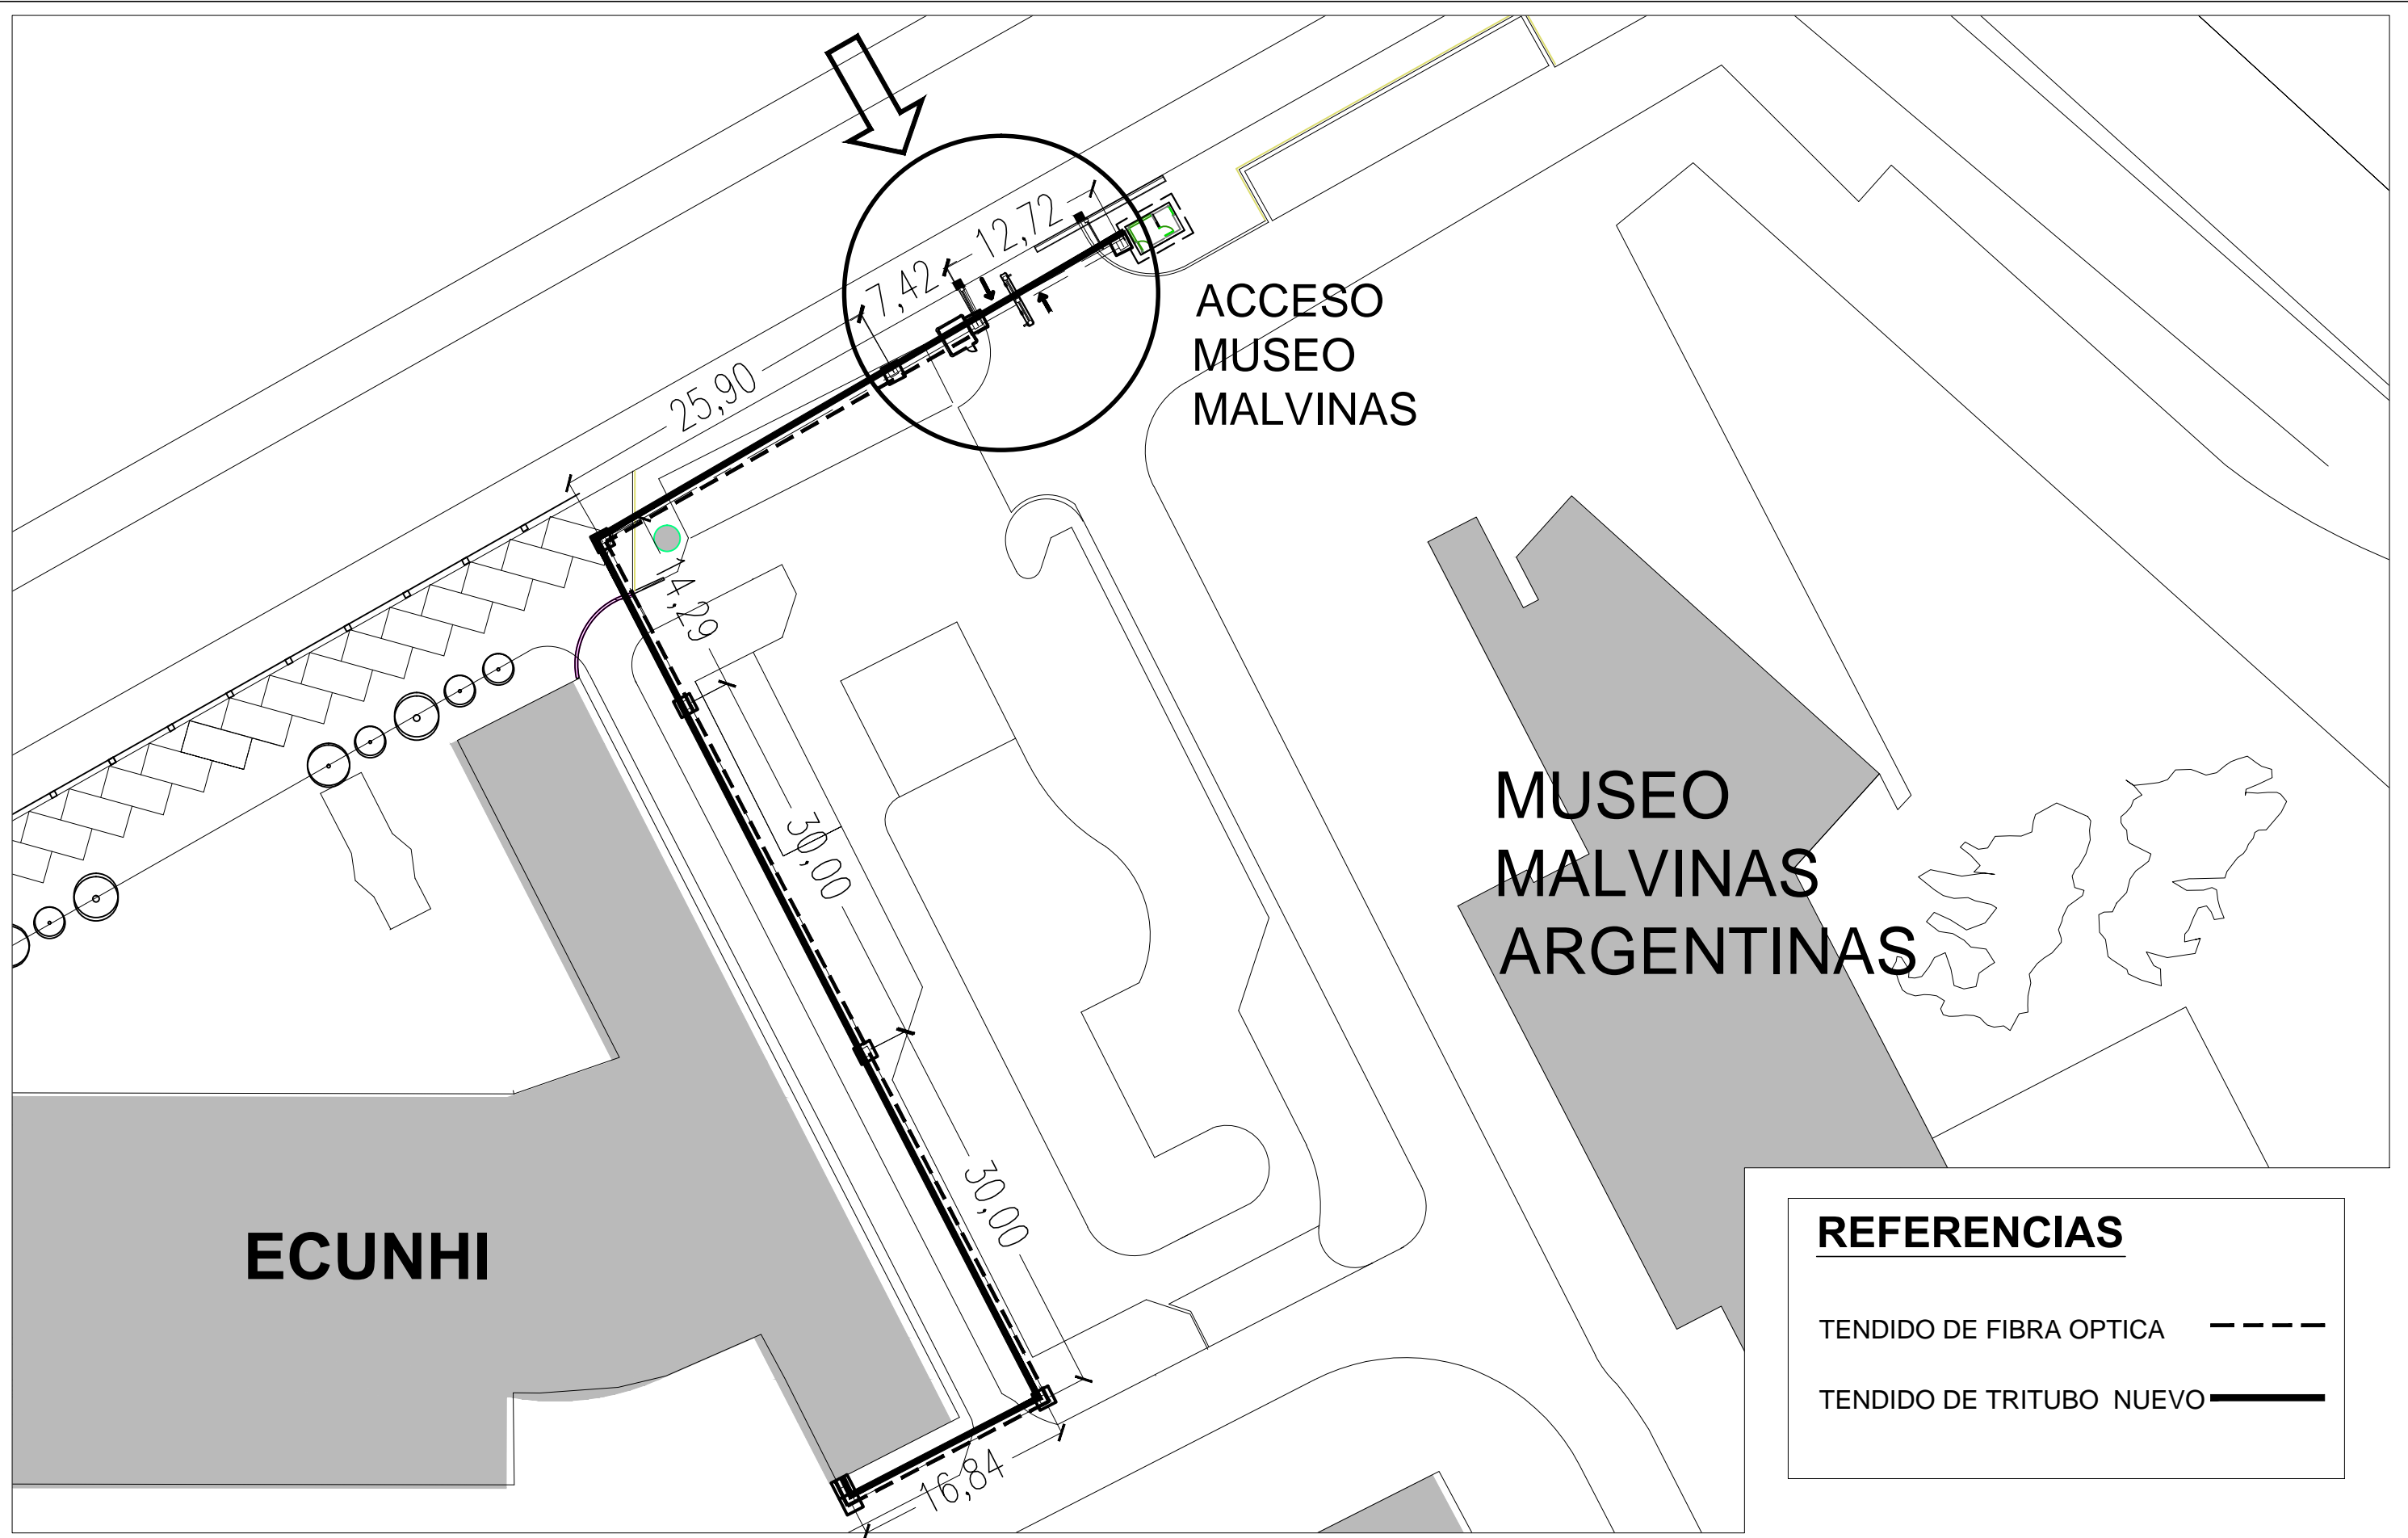 12,72
7,42
ACCESO
MUSEO
MALVINAS
25,90
14,29
30,00
MUSEO
MALVINAS
ARGENTINAS
30,00
ECUNHI
16,84
REFERENCIAS
TENDIDO DE FIBRA OPTICA
TENDIDO DE TRITUBO NUEVO